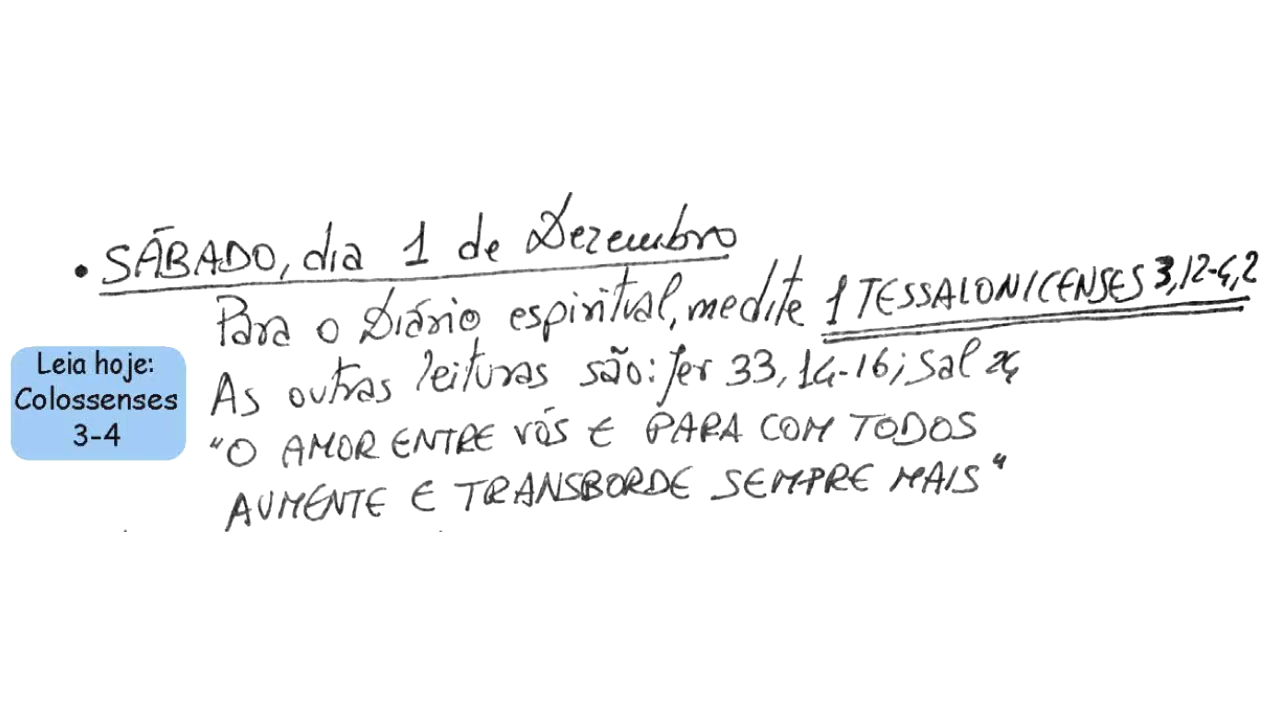 • SÁBADO, dia 1 de Dezembro
Para o Diário espiritual, medite 1 TESSALONICENSES 3,12-4,2
Leia hoje:
Colossenses
3-4
As outras leituras são: Jer 33, 14-16; Sal 24
"O AMOR ENTRE VÓS E PARA COM TODOS
AUMENTE E TRANSBORDE SEMPRE MAIS"